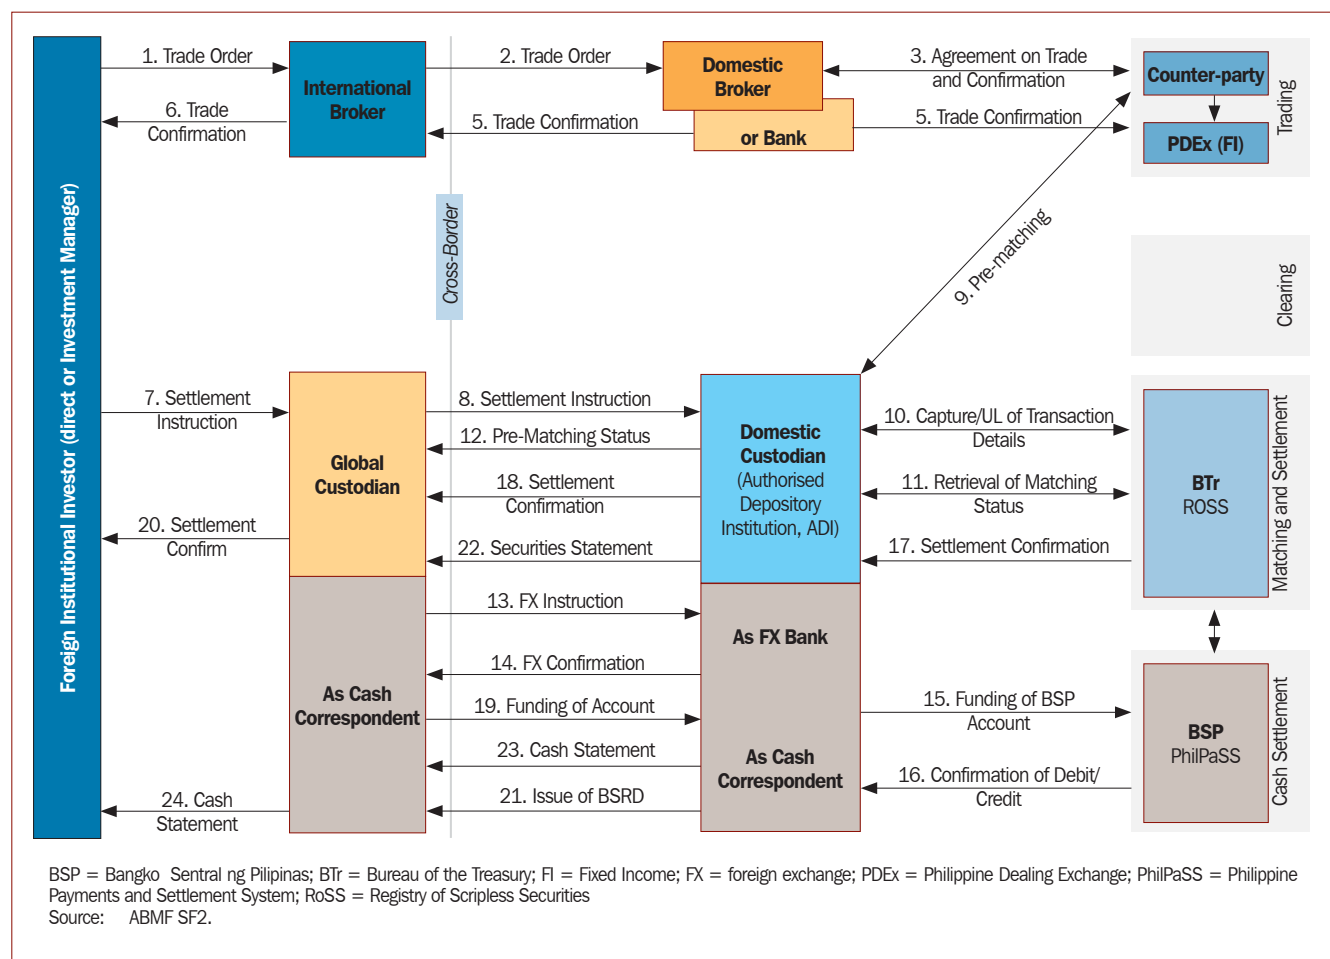 1. Trade Order
2. Trade Order
3. Agreement on Trade
and Confirmation
International
Broker
Domestic
Broker
or Bank
Counter-party
PDEx (FI)
Trading
6. Trade
Confirmation
5. Trade Confirmation
5. Trade Confirmation
Foreign Institutional Investor (direct or Investment Manager)
Cross-Border
9. Pre-matching
Clearing
7. Settlement
Instruction
8. Settlement Instruction
12. Pre-Matching Status
18. Settlement
Confirmation
20. Settlement
Confirm
22. Securities Statement
Global
Custodian
Domestic
Custodian
(Authorised
Depository
Institution, ADI)
10. Capture/UL of Transaction
Details
11. Retrieval of Matching
Status
17. Settlement Confirmation
BTr
ROSS
Matching and Settlement
13. FX Instruction
14. FX Confirmation
19. Funding of Account
23. Cash Statement
21. Issue of BSRD
24. Cash
Statement
As Cash
Correspondent
As FX Bank
As Cash
Correspondent
15. Funding of BSP
Account
16. Confirmation of Debit/
Credit
BSP
PhilPaSS
Cash Settlement
BSP = Bangko Sentral ng Pilipinas; BTr = Bureau of the Treasury; FI = Fixed Income; FX = foreign exchange; PDEx = Philippine Dealing Exchange; PhilPaSS = Philippine
Payments and Settlement System; RoSS = Registry of Scripless Securities
Source: ABMF SF2.